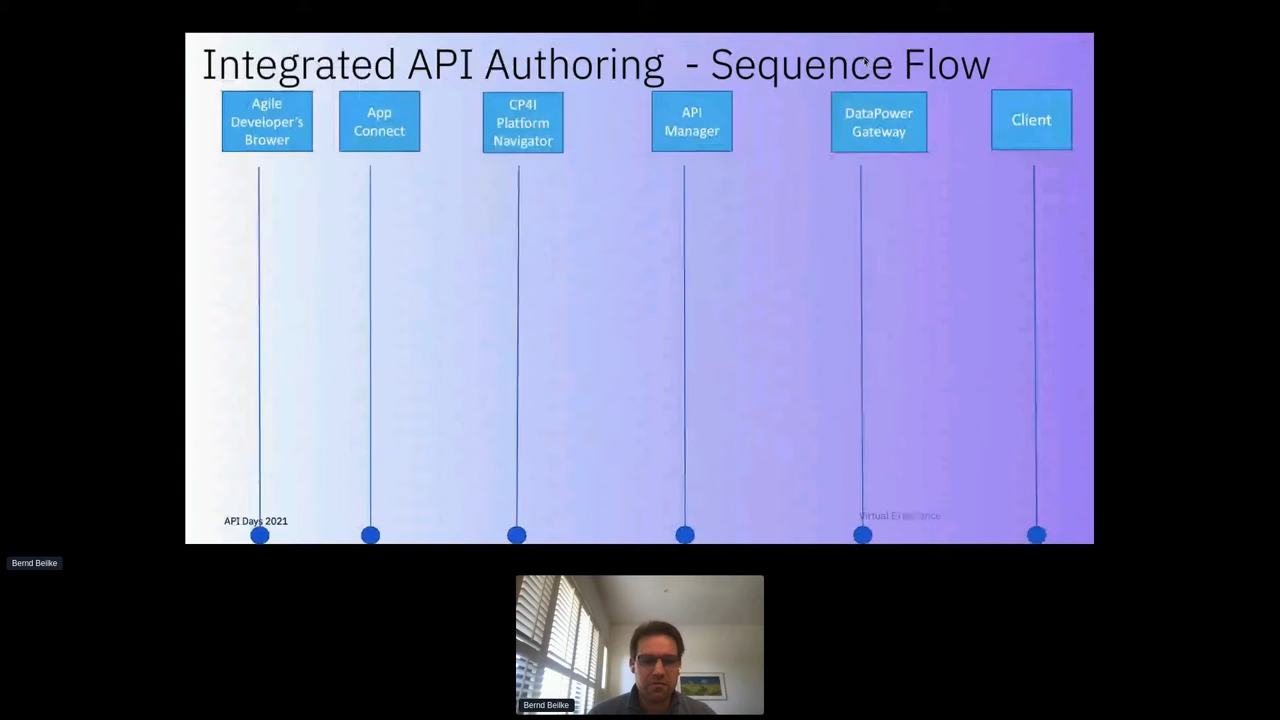 Integrated API Authoring - Sequence Flow
Agile
Developer's
Brower
App
Connect
CP4I
Platform
Navigator
API
Manager
DataPower
Gateway
Client
API Days 2021
Virtual
Bernd Beilke
Bernd Beilke